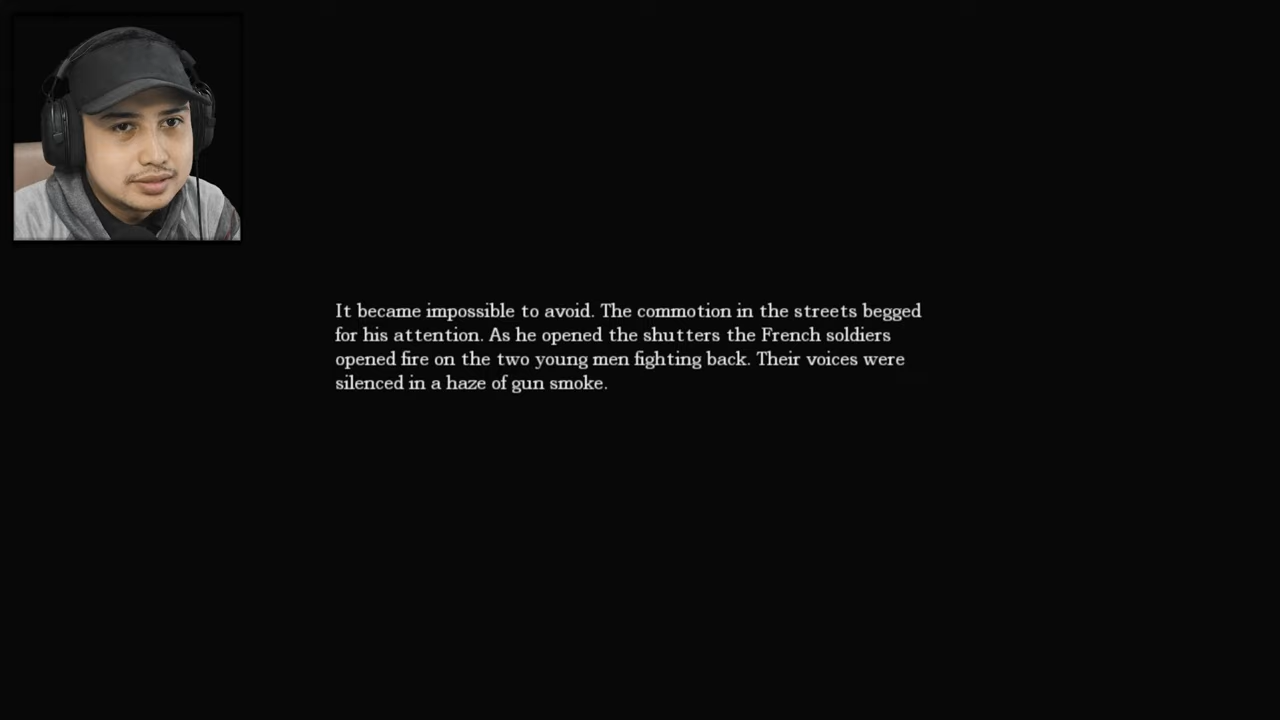 It became impossible to avoid. The commotion in the streets begged
for his attention. As he opened the shutters the French soldiers
opened fire on the two young men fighting back. Their voices were
silenced in a haze of gun smoke.